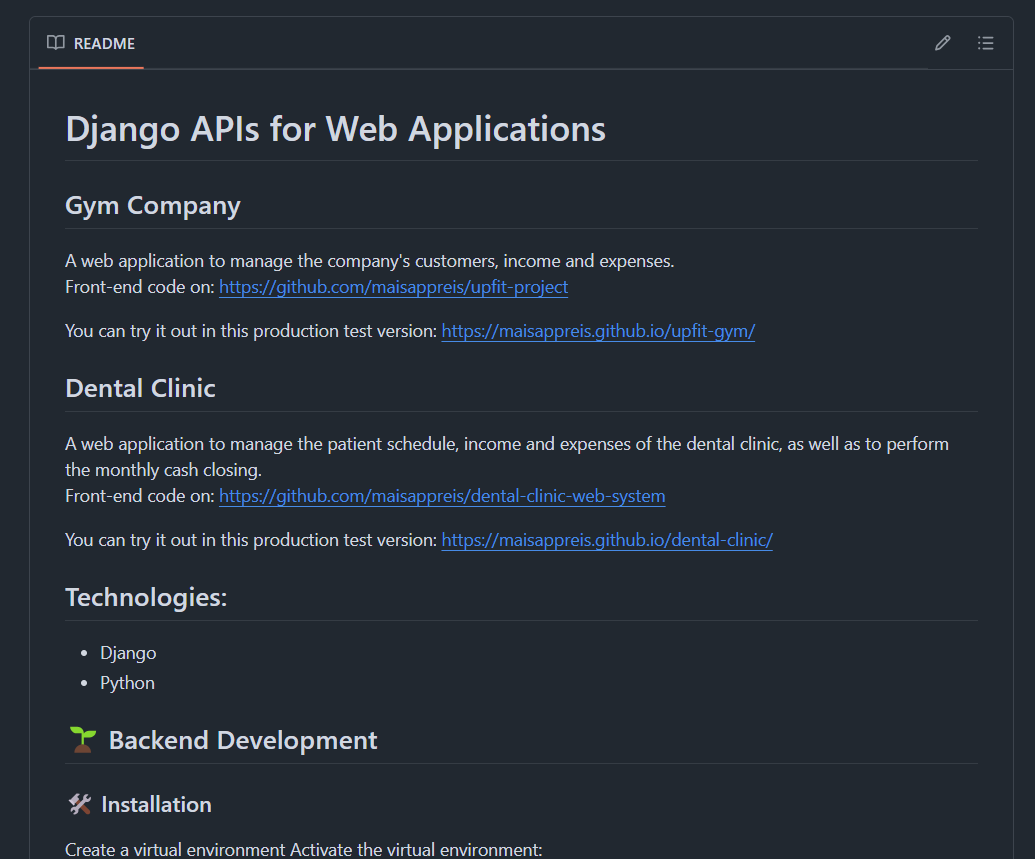 README
Django APIs for Web Applications
Gym Company
A web application to manage the company's customers, income and expenses.
Front-end code on: https://github.com/maisappreis/upfit-project
You can try it out in this production test version: https://maisappreis.github.io/upfit-gym/
Dental Clinic
A web application to manage the patient schedule, income and expenses of the dental clinic, as well as to perform
the monthly cash closing.
Front-end code on: https://github.com/maisappreis/dental-clinic-web-system
You can try it out in this production test version: https://maisappreis.github.io/dental-clinic/
Technologies:
Django
Python
Backend Development
Installation
Create a virtual environment Activate the virtual environment: